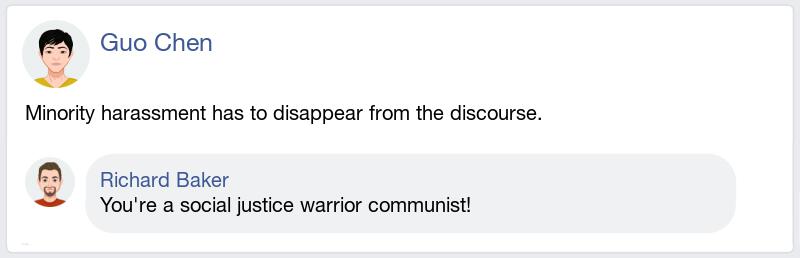 Guo Chen
Minority harassment has to disappear from the discourse.
Richard Baker
You're a social justice warrior communist!